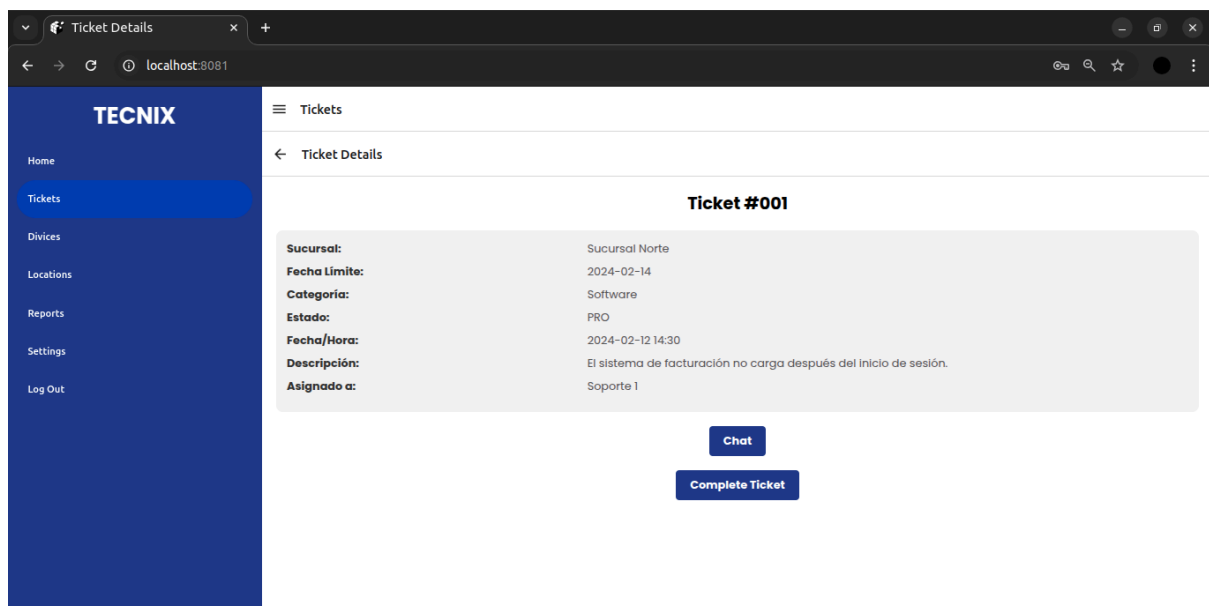 Ticket Details
localhost:8081
TECNIX
Home
Tickets
Divices
Locations
Reports
Settings
Log Out
Tickets
Ticket Details
Ticket #001
Sucursal: Sucursal Norte
Fecha Límite: 2024-02-14
Categoría: Software
Estado: PRO
Fecha/Hora: 2024-02-12 14:30
Descripción: El sistema de facturación no carga después del inicio de sesión.
Asignado a: Soporte 1
Chat
Complete Ticket